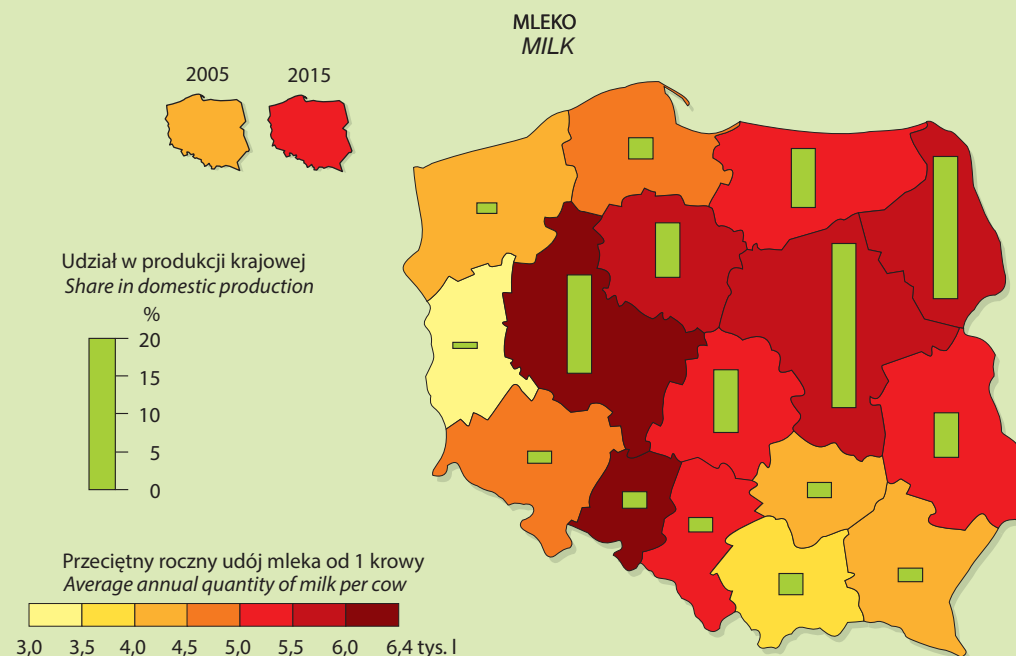 MLEKO
MILK
2005 2015
Udział w produkcji krajowej
Share in domestic production
%
20
15
10
5
0
Przeciętny roczny udój mleka od 1 krowy
Average annual quantity of milk per cow
3,0 3,5 4,0 4,5 5,0 5,5 6,0 6,4 tys. l